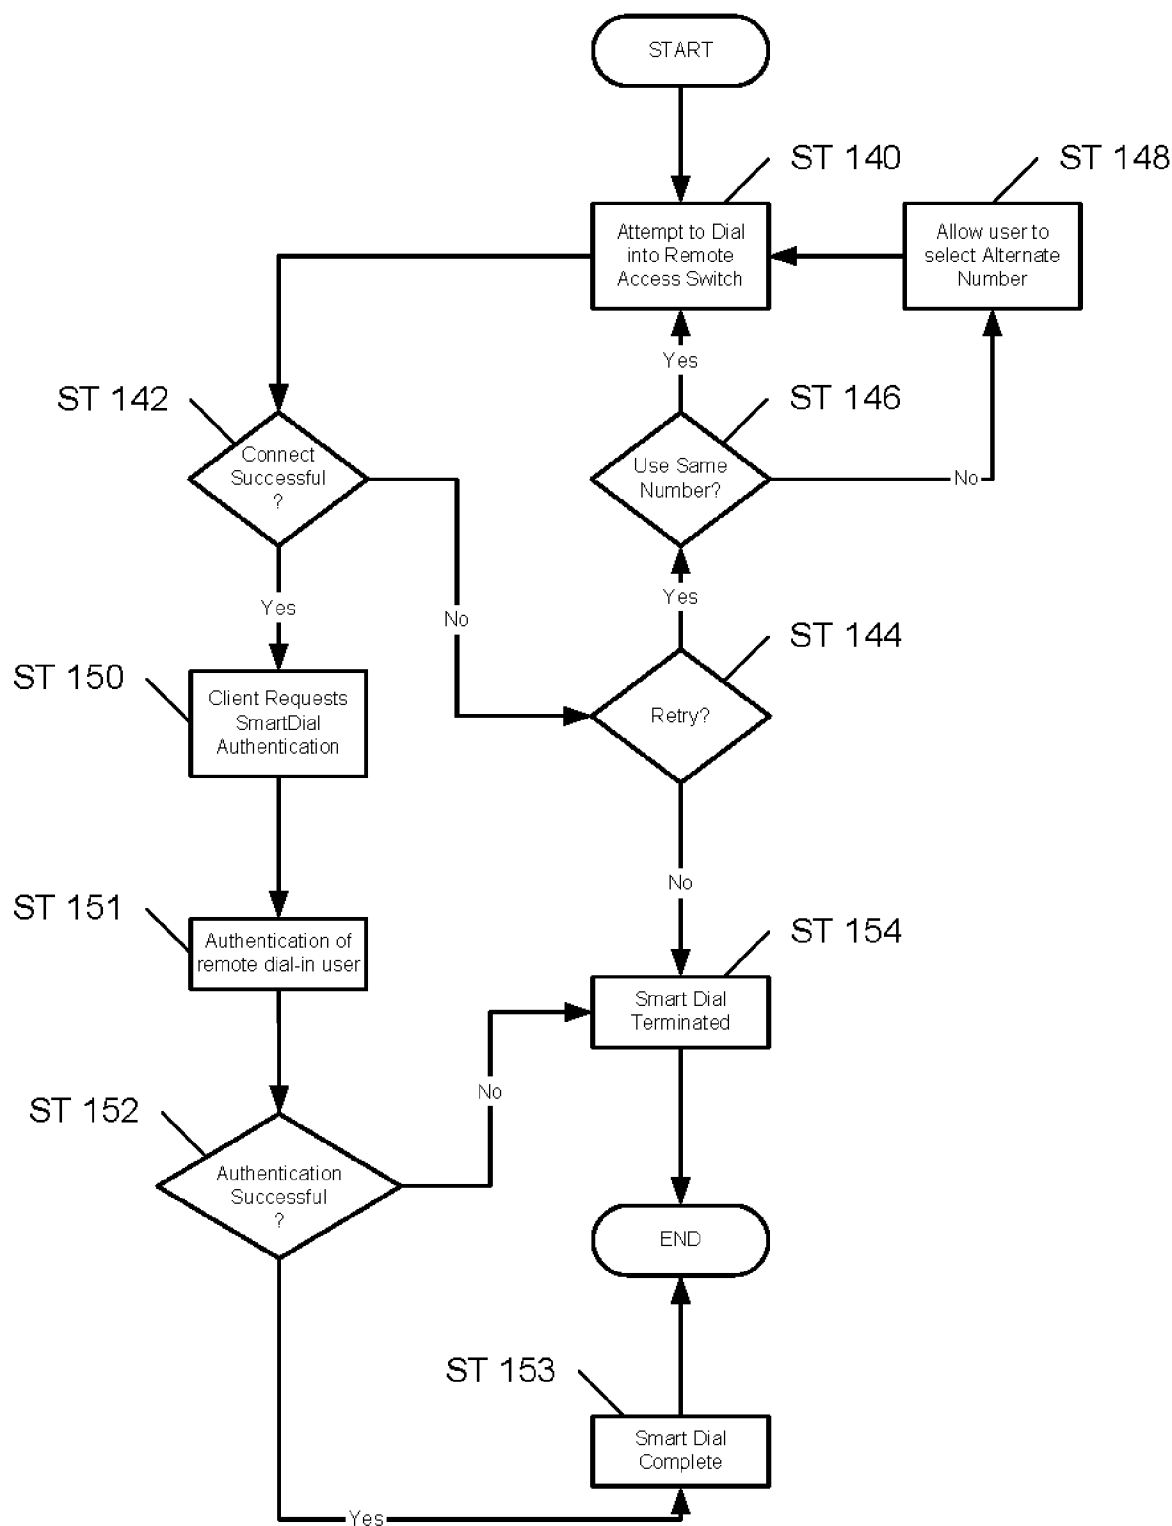 START
ST 140
ST 148
Attempt to Dial
into Remote
Access Switch
Allow user to
select Alternate
Number
Yes
ST 142
ST 146
Connect
Successful
?
Use Same
Number?
No
Yes
No
Yes
ST 144
ST 150
Client Requests
SmartDial
Authentication
Retry?
No
ST 151
Authentication of
remote dial-in user
ST 154
Smart Dial
Terminated
No
ST 152
Authentication
Successful
?
END
ST 153
Smart Dial
Complete
Yes